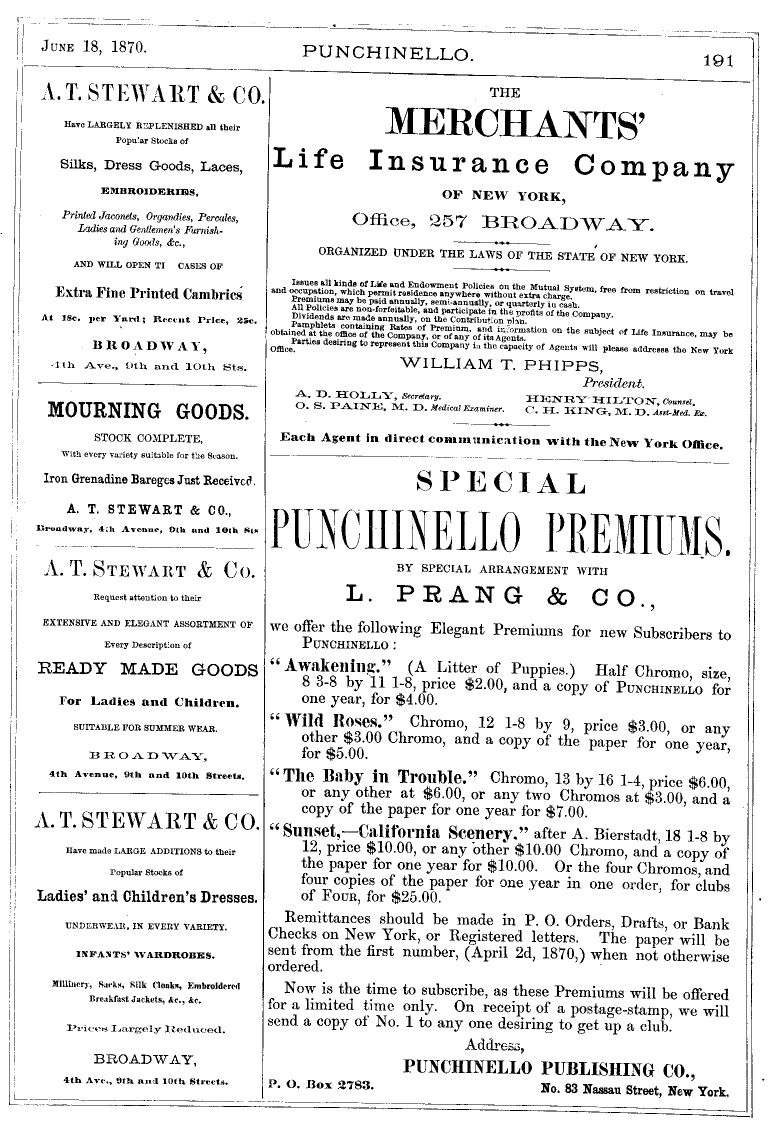 JUNE 18, 1870.
PUNCHINELLO.
191
A. T. STEWART & CO.
Have LARGELY REPLENISHED all their
Popular Stocks of
Silks, Dress Goods, Laces,
EMBROIDERIES,
Printed Jaconets, Organdies, Percales,
Ladies and Gentlemen's Furnish-
ing Goods, &c.,
AND WILL OPEN TI CASES OF
Extra Fine Printed Cambrics
At 18c. per Yard; Recent Price, 25c.
BROADWAY,
4th Ave., 9th and 10th Sts.
MOURNING GOODS.
STOCK COMPLETE,
With every variety suitable for the Season.
Iron Grenadine Bareges Just Received.
A. T. STEWART & CO.,
Broadway, 4th Avenue, 9th and 10th Sts
A. T. STEWART & CO.
Request attention to their
EXTENSIVE AND ELEGANT ASSORTMENT OF
Every Description of
READY MADE GOODS
For Ladies and Children.
SUITABLE FOR SUMMER WEAR.
BROADWAY,
4th Avenue, 9th and 10th Streets.
A. T. STEWART & CO.
Have made LARGE ADDITIONS to their
Popular Stocks of
Ladies' and Children's Dresses.
UNDERWEAR, IN EVERY VARIETY.
INFANTS' WARDROBES.
Millinery, Sacks, Silk Cloaks, Embroidered
Breakfast Jackets, &c., &c.
Prices Largely Reduced.
BROADWAY,
4th Ave., 9th and 10th Streets.
THE
MERCHANTS'
Life Insurance Company
OF NEW YORK,
Office, 257 BROADWAY.
ORGANIZED UNDER THE LAWS OF THE STATE OF NEW YORK.
Issues all kinds of Life and Endowment Policies on the Mutual System, free from restriction on travel
and occupation, which permit residence anywhere without extra charge.
Premiums may be paid annually, semi-annually, or quarterly in cash.
All Policies are non-forfeitable, and participate in the profits of the Company.
Dividends are made annually, on the Contribution plan.
Pamphlets containing Rates of Premium, and information on the subject of Life Insurance, may be
obtained at the office of the Company, or of any of its Agents.
Parties desiring to represent this Company in the capacity of Agents will please addresss the New York
Office.
WILLIAM T. PHIPPS,
President.
A. D. HOLLY, Secretary. HENRY HILTON, Counsel.
O. S. PAINE, M. D. Medical Examiner. C. H. KING, M. D. Asst-Med. Ex.
Each Agent in direct communication with the New York Office.
SPECIAL
PUNCHINELLO PREMIUMS.
BY SPECIAL ARRANGEMENT WITH
L. PRANG & CO.,
we offer the following Elegant Premiums for new Subscribers to
PUNCHINELLO:
"Awakening." (A Litter of Puppies.) Half Chromo, size,
8 3-8 by 11 1-8, price $2.00, and a copy of PUNCHINELLO for
one year, for $4.00.
"Wild Roses." Chromo, 12 1-8 by 9, price $3.00, or any
other $3.00 Chromo, and a copy of the paper for one year,
for $5.00.
"The Baby in Trouble." Chromo, 13 by 16 1-4, price $6.00,
or any other at $6.00, or any two Chromos at $3.00, and a
copy of the paper for one year for $7.00.
"Sunset,—California Scenery." after A. Bierstadt, 18 1-8 by
12, price $10.00, or any other $10.00 Chromo, and a copy of
the paper for one year for $10.00. Or the four Chromos, and
four copies of the paper for one year in one order, for clubs
of FOUR, for $25.00.
Remittances should be made in P. O. Orders, Drafts, or Bank
Checks on New York, or Registered letters. The paper will be
sent from the first number, (April 2d, 1870,) when not otherwise
ordered.
Now is the time to subscribe, as these Premiums will be offered
for a limited time only. On receipt of a postage-stamp, we will
send a copy of No. 1 to any one desiring to get up a club.
Address,
PUNCHINELLO PUBLISHING CO.,
P. O. Box 2783. No. 83 Nassau Street, New York.